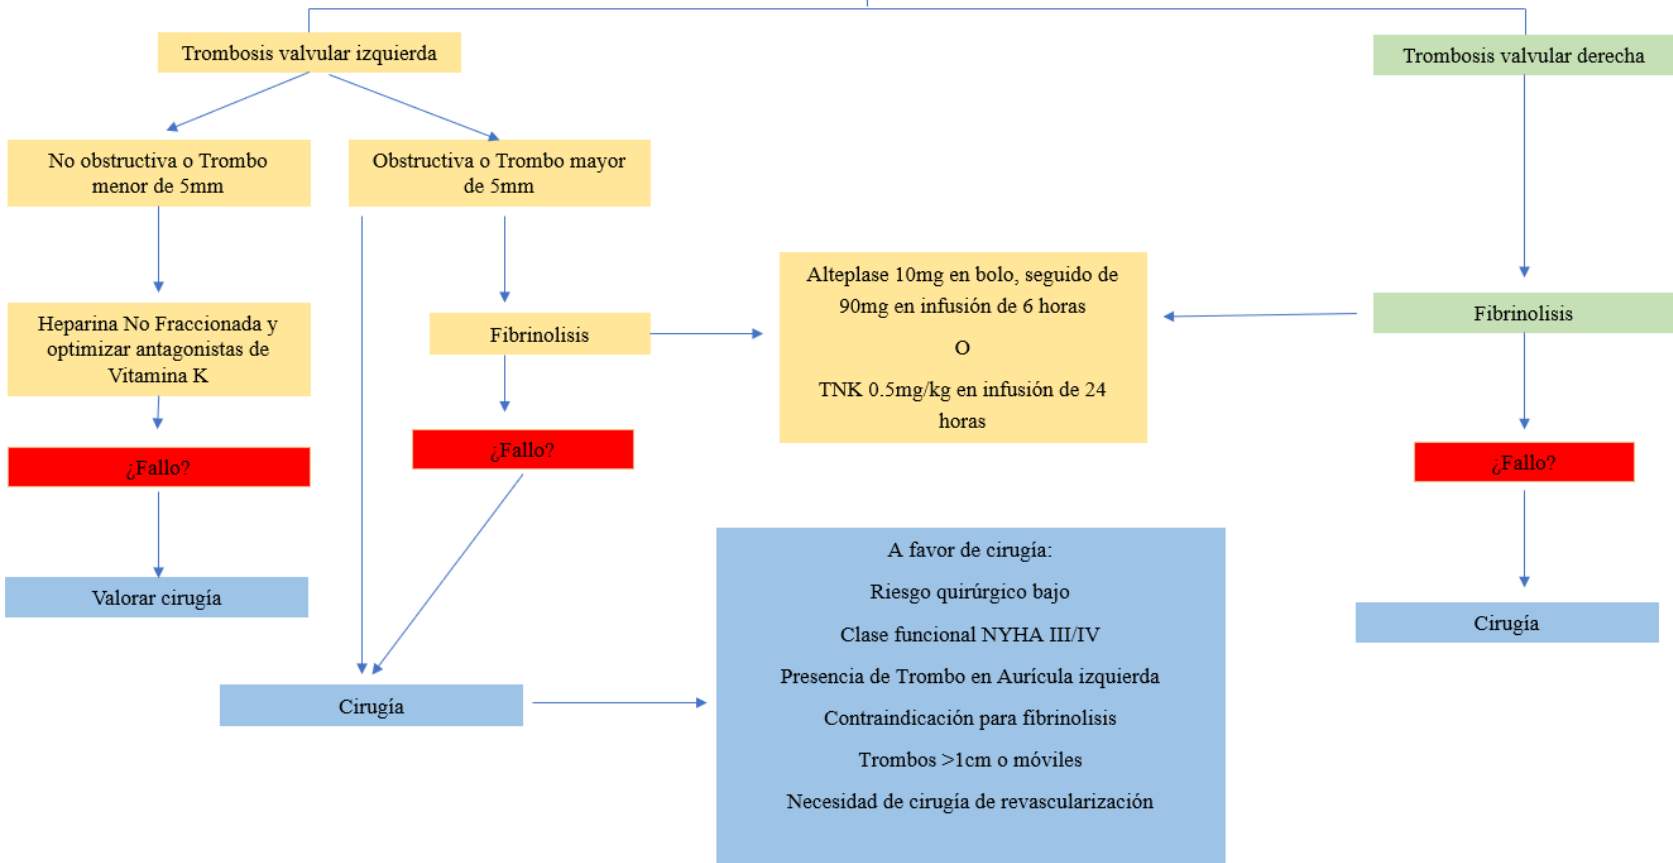 Trombosis valvular izquierda
Trombosis valvular derecha
No obstructiva o Trombo
menor de 5mm
Obstructiva o Trombo mayor
de 5mm
Alteplase 10mg en bolo, seguido de
90mg en infusión de 6 horas
O
TNK 0.5mg/kg en infusión de 24
horas
Heparina No Fraccionada y
optimizar antagonistas de
Vitamina K
Fibrinolisis
Fibrinolisis
¿Fallo?
¿Fallo?
¿Fallo?
Valorar cirugía
Cirugía
A favor de cirugía:
Riesgo quirúrgico bajo
Clase funcional NYHA III/IV
Presencia de Trombo en Aurícula izquierda
Contraindicación para fibrinolisis
Trombos >1cm o móviles
Necesidad de cirugía de revascularización
Cirugía